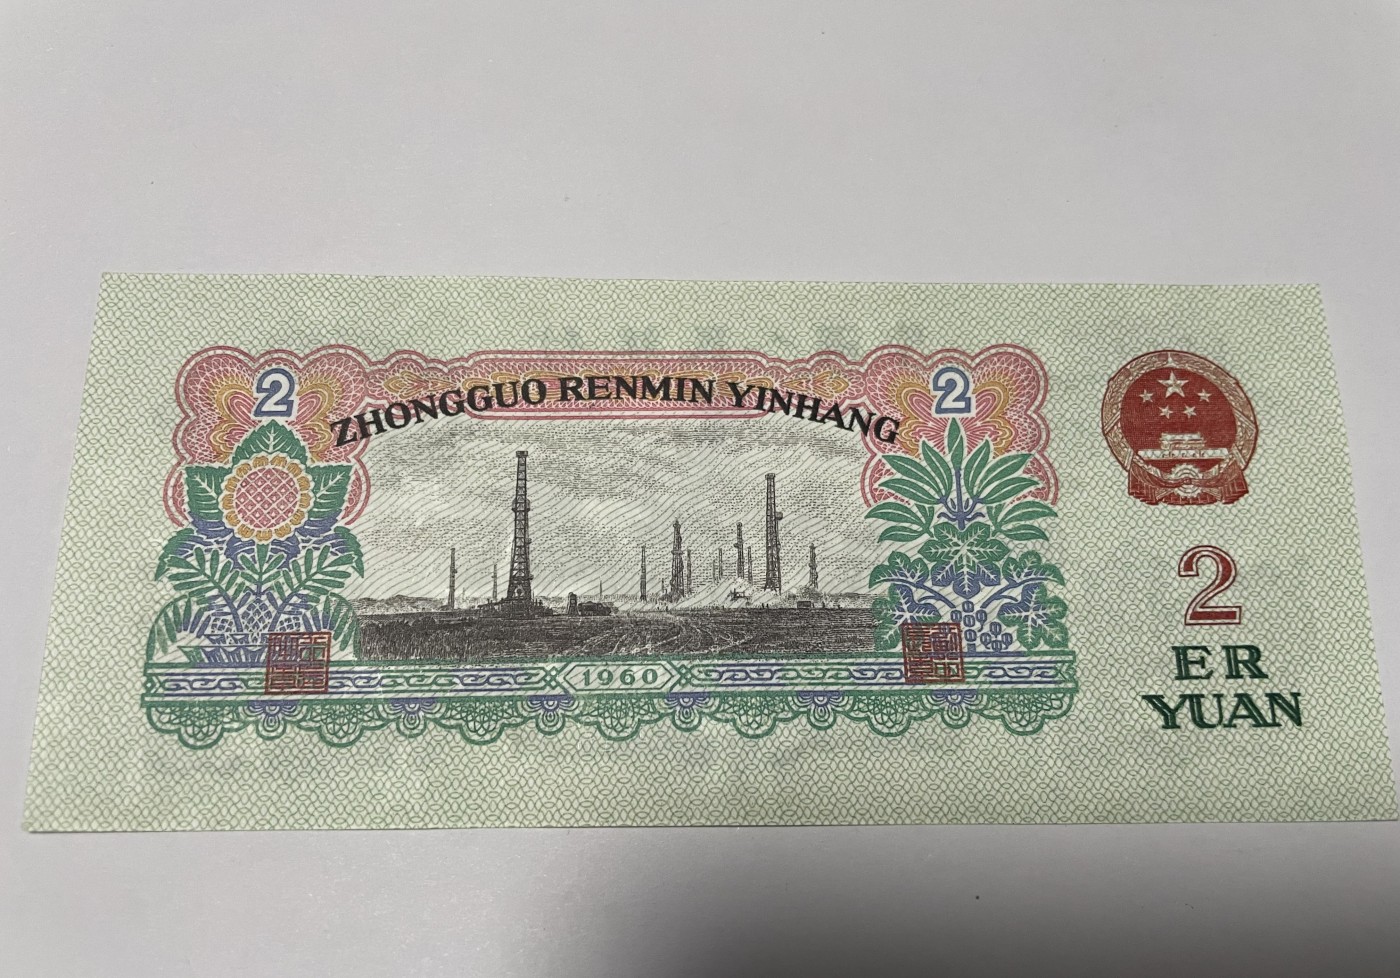 2
2
ZHONGGUO RENMIN YINHANG
1960
2
ER
YUAN